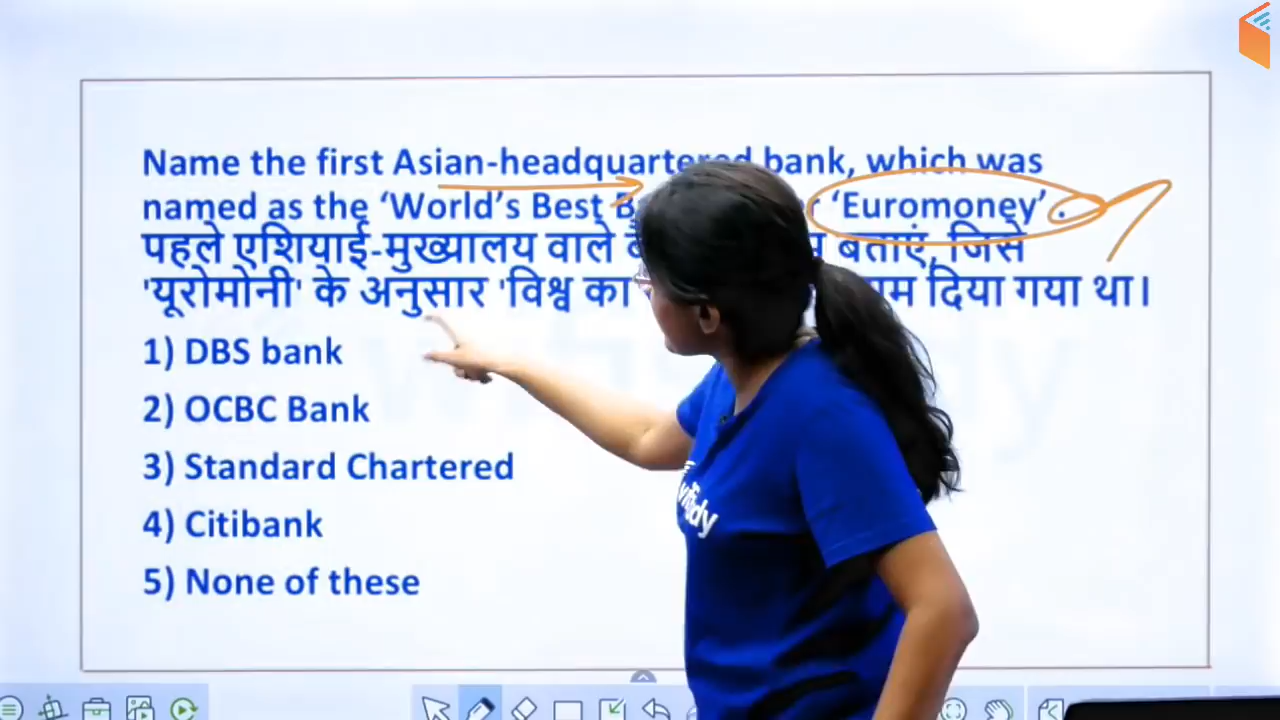 Name the first Asian-headquartered bank, which was
named as the ‘World’s Best ‘Euromoney’.
पहले एशियाई-मुख्यालय वाले बताएं, जिसे
'यूरोमोनी' के अनुसार 'विश्व का दिया गया था।
1) DBS bank
2) OCBC Bank
3) Standard Chartered
4) Citibank
5) None of these